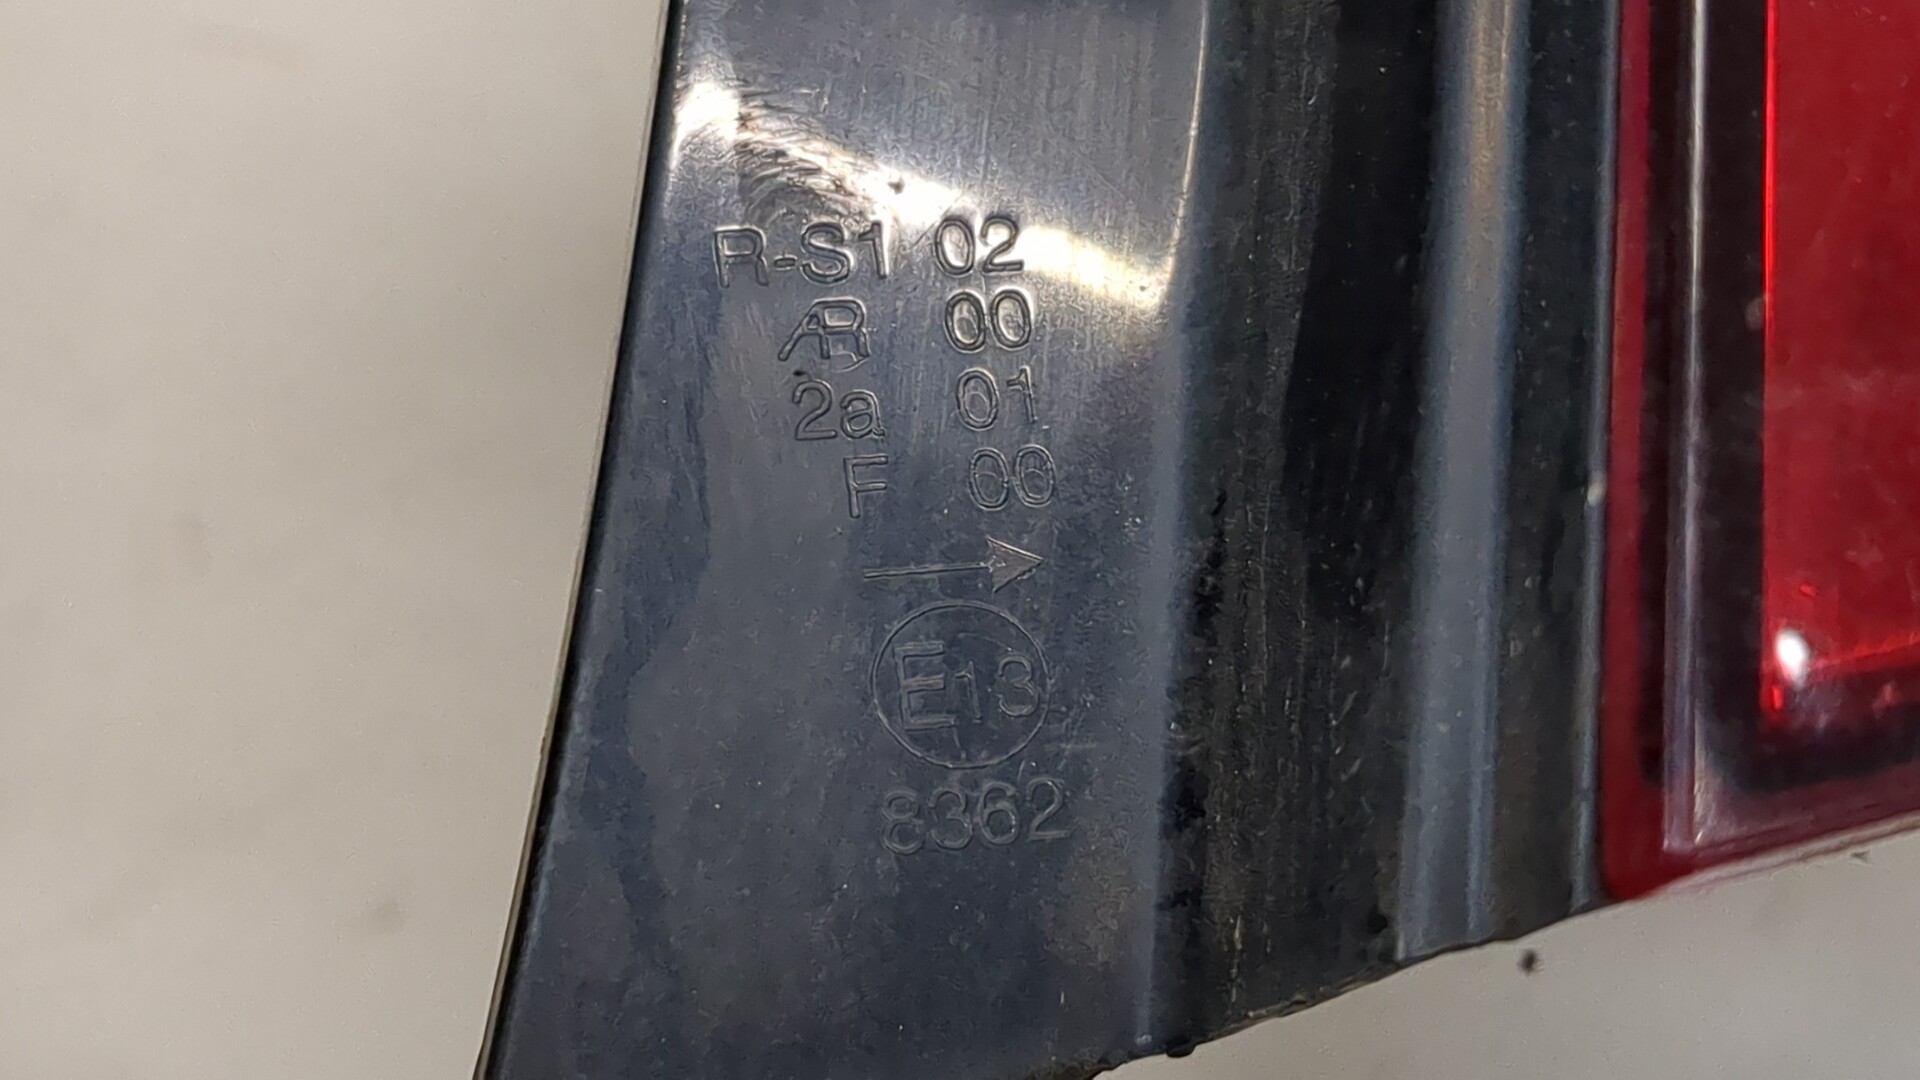 R-S1 02
AR 00
2a 01
F 00
→
E13
8362